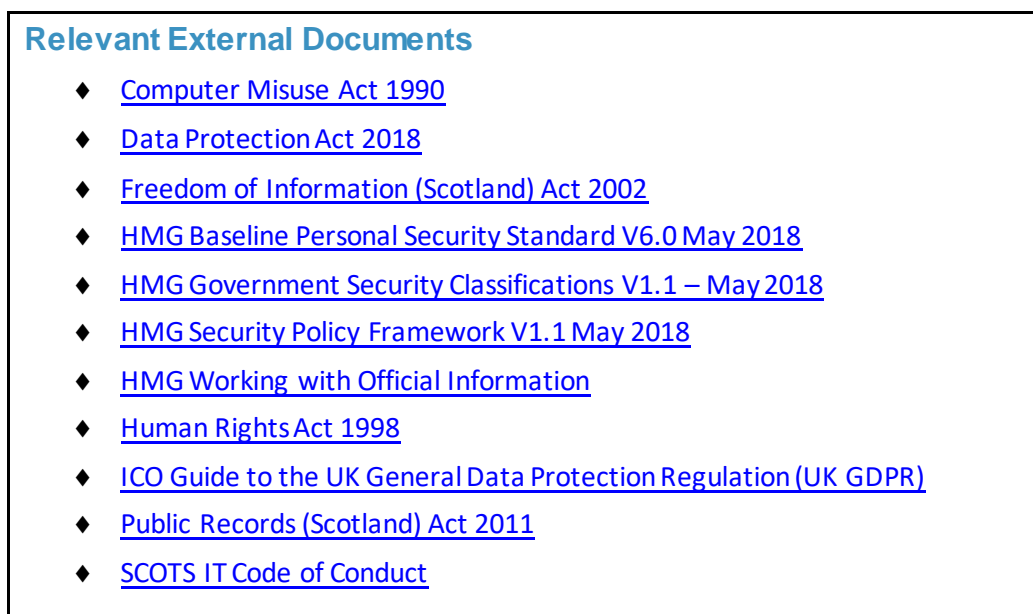 Relevant External Documents
♦ Computer Misuse Act 1990
♦ Data Protection Act 2018
♦ Freedom of Information (Scotland) Act 2002
♦ HMG Baseline Personal Security Standard V6.0 May 2018
♦ HMG Government Security Classifications V1.1 – May 2018
♦ HMG Security Policy Framework V1.1 May 2018
♦ HMG Working with Official Information
♦ Human Rights Act 1998
♦ ICO Guide to the UK General Data Protection Regulation (UK GDPR)
♦ Public Records (Scotland) Act 2011
♦ SCOTS IT Code of Conduct